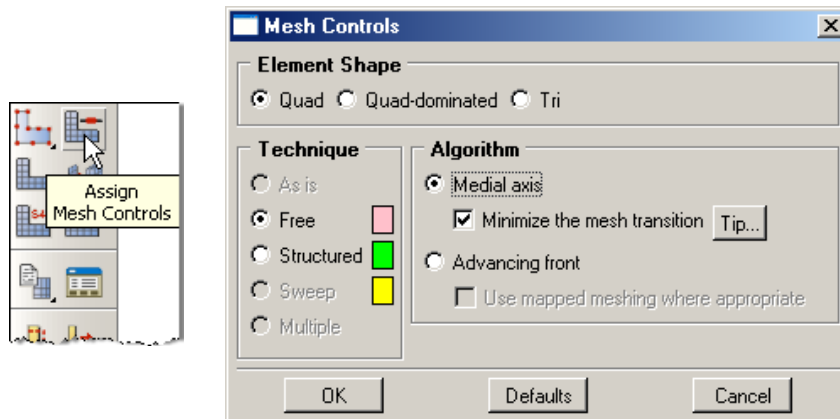 Assign
Mesh Controls
Mesh Controls
Element Shape
Quad Quad-dominated Tri
Technique
As is
Free
Structured
Sweep
Multiple
Algorithm
Medial axis
Minimize the mesh transition Tip...
Advancing front
Use mapped meshing where appropriate
OK Defaults Cancel